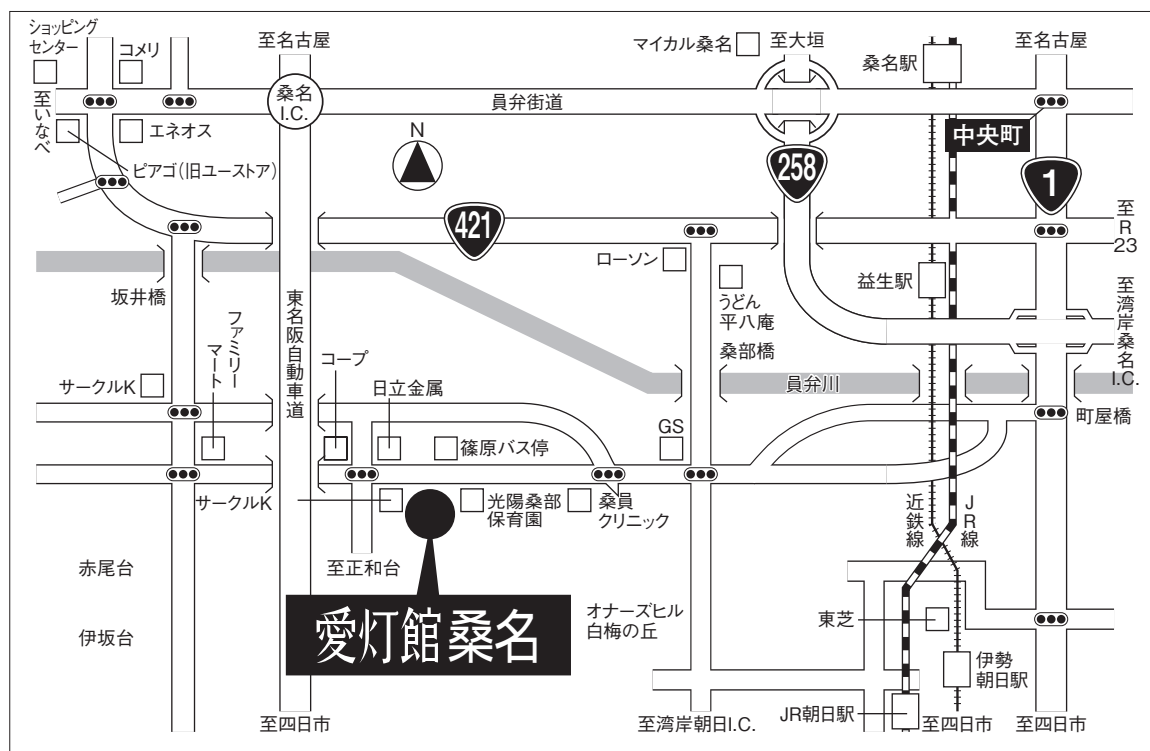 ショッピング
センター
コメリ
至名古屋
マイカル桑名
至大垣
桑名駅
至名古屋
桑名
I.C.
員弁街道
至いなべ
エネオス
中央町
ピアゴ(旧ユーストア)
N
258
1
421
至R23
ローソン
益生駅
坂井橋
うどん
平八庵
至湾岸桑名I.C.
東名阪自動車道
ファミリー
マート
コープ
桑部橋
サークルK
日立金属
員弁川
町屋橋
GS
篠原バス停
サークルK
光陽桑部
保育園
桑員
クリニック
近鉄線
JR線
赤尾台
至正和台
愛灯館桑名
オナーズヒル
白梅の丘
東芝
伊坂台
伊勢
朝日駅
至四日市
至湾岸朝日I.C.
JR朝日駅
至四日市
至四日市